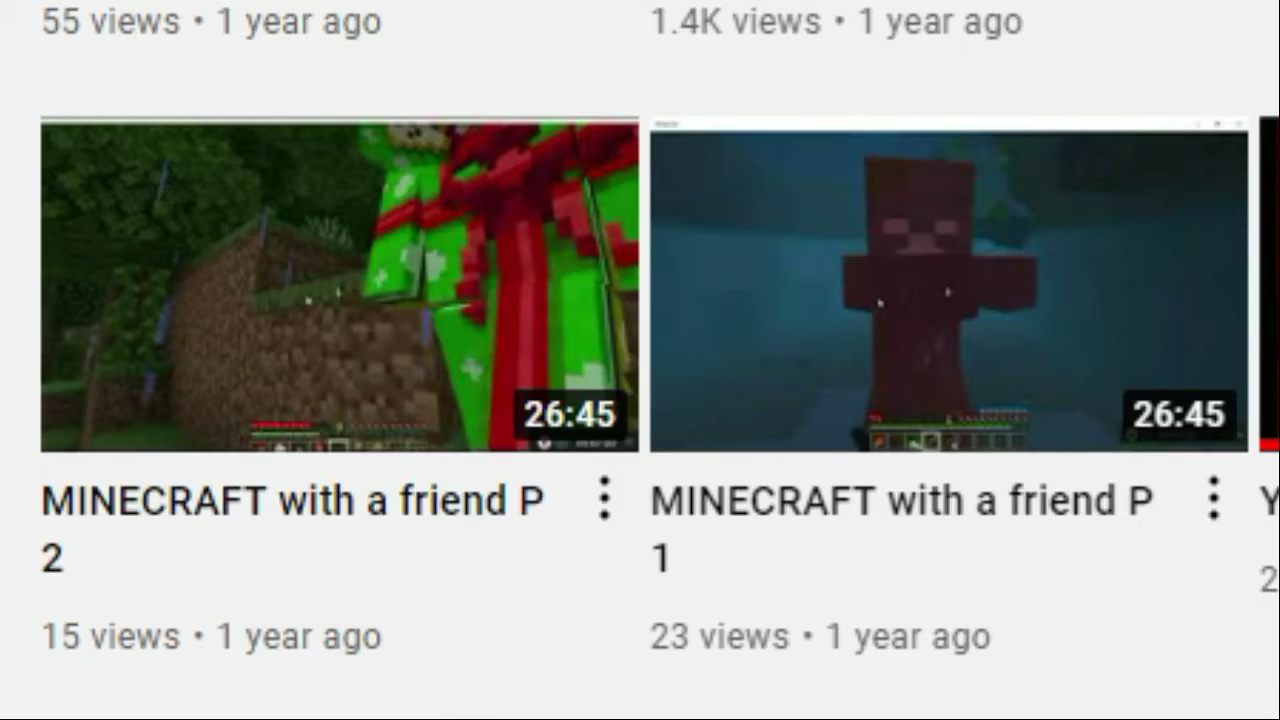 55 views • 1 year ago
1.4K views • 1 year ago
26:45
26:45
MINECRAFT with a friend P
2
MINECRAFT with a friend P
1
Y
2
15 views • 1 year ago
23 views • 1 year ago